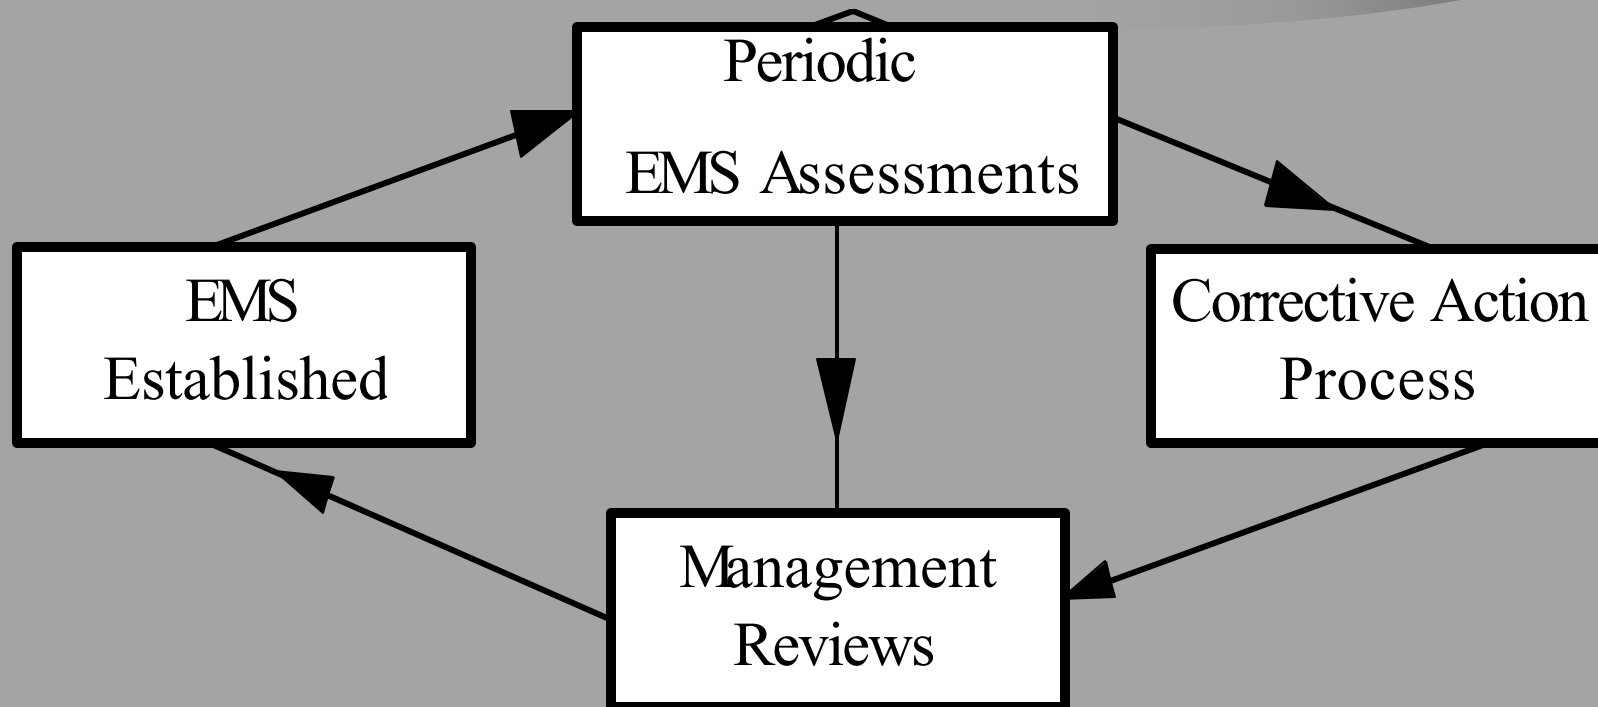 Periodic
EMS Assessments
EMS
Established
Corrective Action
Process
Management
Reviews